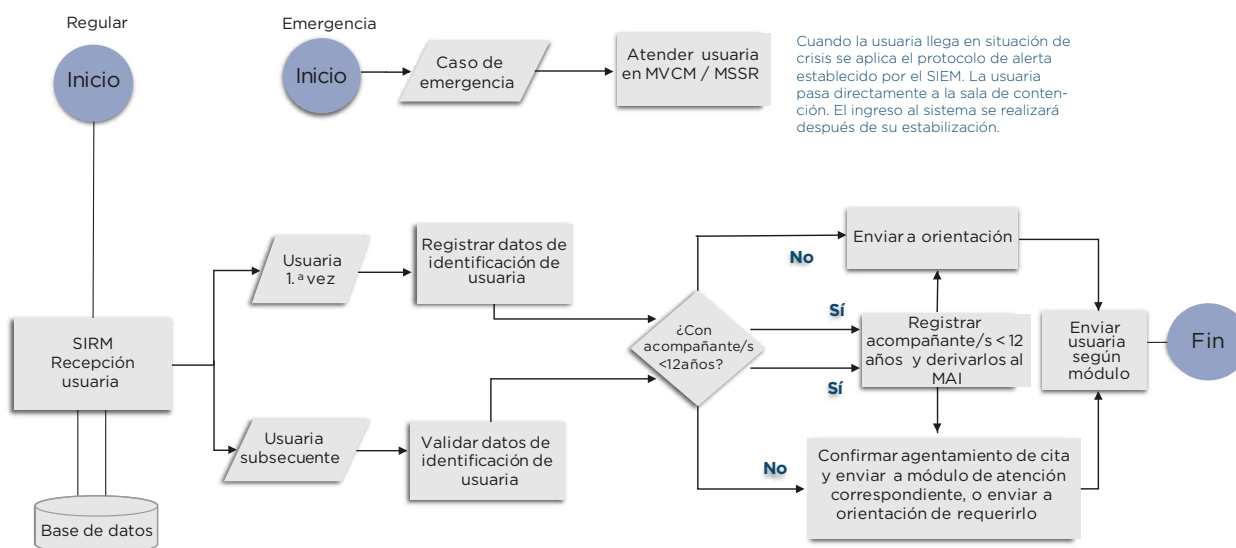 Regular
Inicio
Emergencia
Inicio
Caso de
emergencia
Atender usuaria
en MVCM / MSSR
Cuando la usuaria llega en situación de
crisis se aplica el protocolo de alerta
establecido por el SIEM. La usuaria
pasa directamente a la sala de conten-
ción. El ingreso al sistema se realizará
después de su estabilización.
SIRM
Recepción
usuaria
Base de datos
Usuaria
1.ª vez
Registrar datos de
identificación de
usuaria
Usuaria
subsecuente
Validar datos de
identificación de
usuaria
¿Con
acompañante/s
<12años?
No
Enviar a orientación
Sí
Registrar
acompañante/s < 12
años y derivarlos al
MAI
Sí
No
Confirmar agentamiento de cita
y enviar a módulo de atención
correspondiente, o enviar a
orientación de requerirlo
Enviar
usuaria
según
módulo
Fin